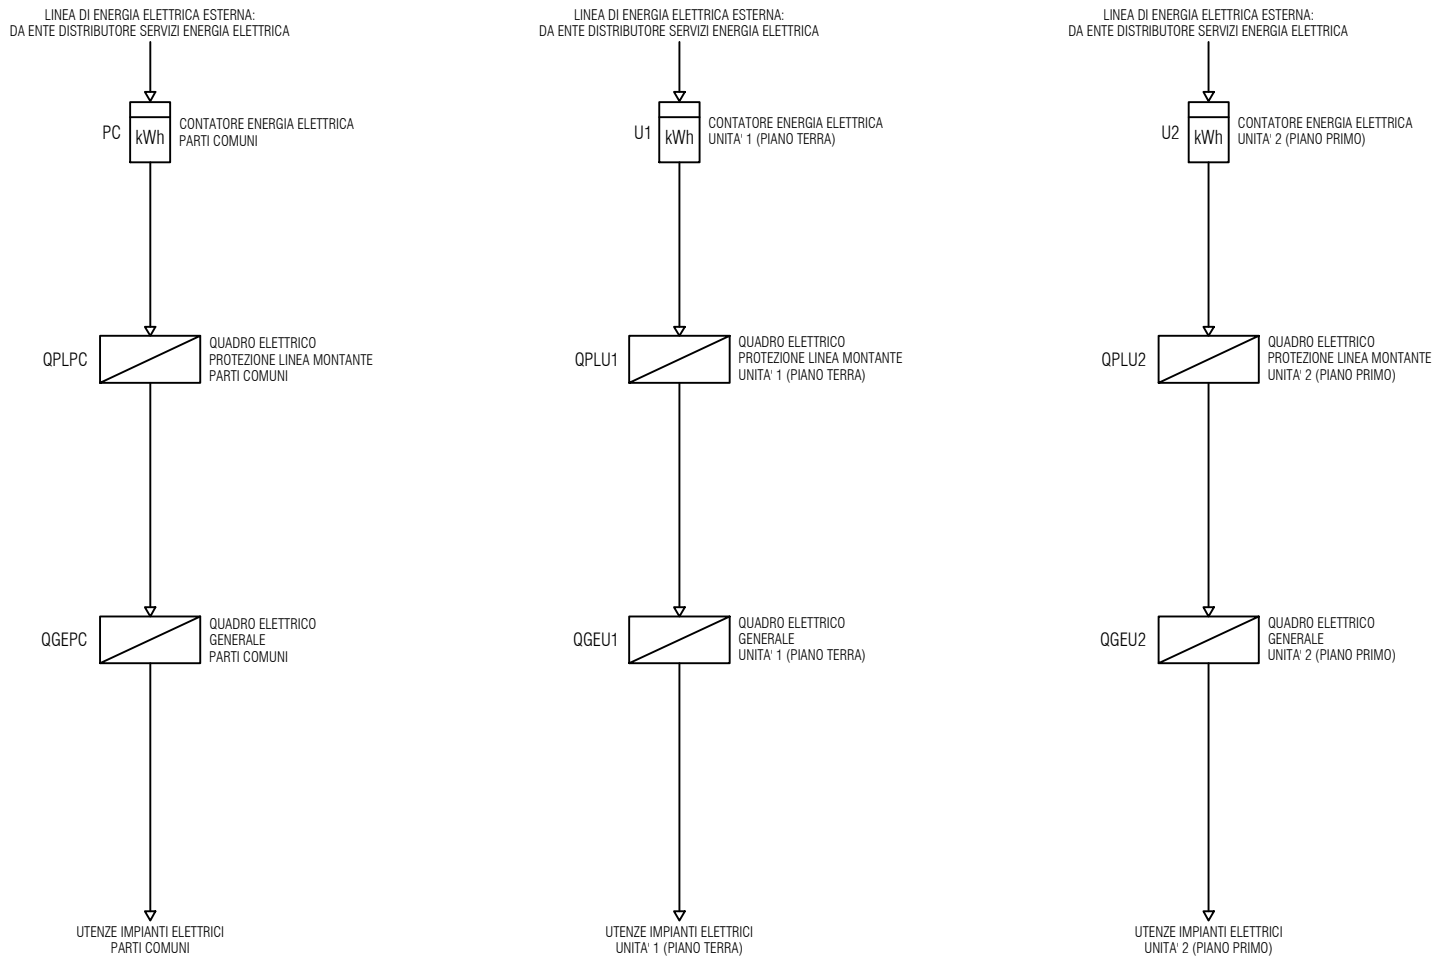 LINEA DI ENERGIA ELETTRICA ESTERNA:
DA ENTE DISTRIBUTORE SERVIZI ENERGIA ELETTRICA
PC
kWh
CONTATORE ENERGIA ELETTRICA
PARTI COMUNI
QPLPC
QUADRO ELETTRICO
PROTEZIONE LINEA MONTANTE
PARTI COMUNI
QGEPC
QUADRO ELETTRICO
GENERALE
PARTI COMUNI
UTENZE IMPIANTI ELETTRICI
PARTI COMUNI
LINEA DI ENERGIA ELETTRICA ESTERNA:
DA ENTE DISTRIBUTORE SERVIZI ENERGIA ELETTRICA
U1
kWh
CONTATORE ENERGIA ELETTRICA
UNITA' 1 (PIANO TERRA)
QPLU1
QUADRO ELETTRICO
PROTEZIONE LINEA MONTANTE
UNITA' 1 (PIANO TERRA)
QGEU1
QUADRO ELETTRICO
GENERALE
UNITA' 1 (PIANO TERRA)
UTENZE IMPIANTI ELETTRICI
UNITA' 1 (PIANO TERRA)
LINEA DI ENERGIA ELETTRICA ESTERNA:
DA ENTE DISTRIBUTORE SERVIZI ENERGIA ELETTRICA
U2
kWh
CONTATORE ENERGIA ELETTRICA
UNITA' 2 (PIANO PRIMO)
QPLU2
QUADRO ELETTRICO
PROTEZIONE LINEA MONTANTE
UNITA' 2 (PIANO PRIMO)
QGEU2
QUADRO ELETTRICO
GENERALE
UNITA' 2 (PIANO PRIMO)
UTENZE IMPIANTI ELETTRICI
UNITA' 2 (PIANO PRIMO)